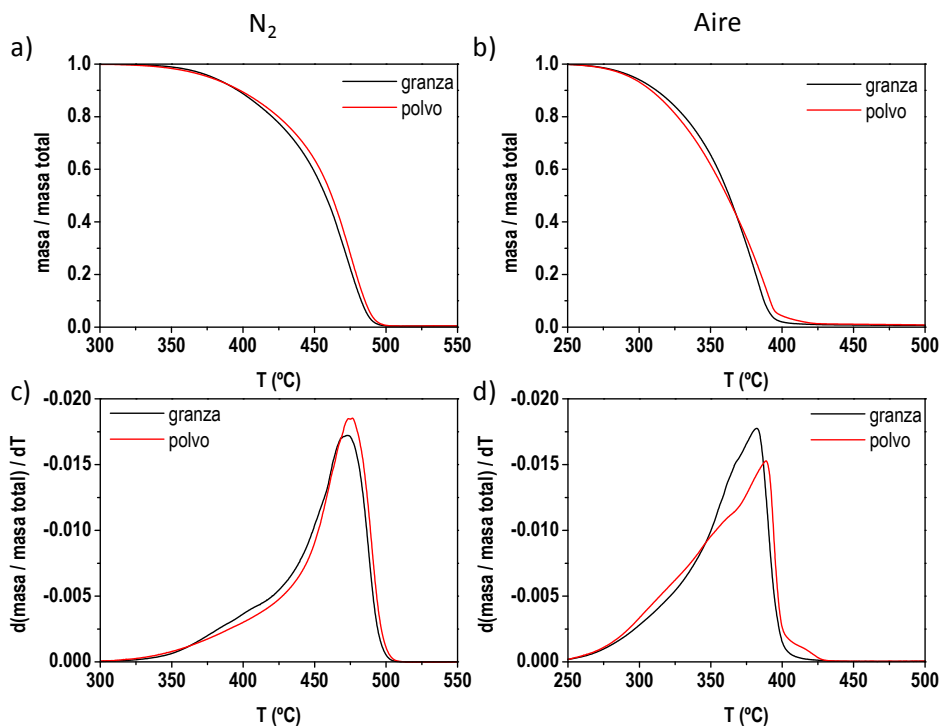 N₂
Aire
a)
granza
polvo
masa / masa total
1.0
0.8
0.6
0.4
0.2
0.0
300 350 400 450 500 550
T (ºC)
b)
granza
polvo
masa / masa total
1.0
0.8
0.6
0.4
0.2
0.0
250 300 350 400 450 500
T (ºC)
c)
granza
polvo
d(masa / masa total) / dT
-0.020
-0.015
-0.010
-0.005
0.000
300 350 400 450 500 550
T (ºC)
d)
granza
polvo
d(masa / masa total) / dT
-0.020
-0.015
-0.010
-0.005
0.000
250 300 350 400 450 500
T (ºC)